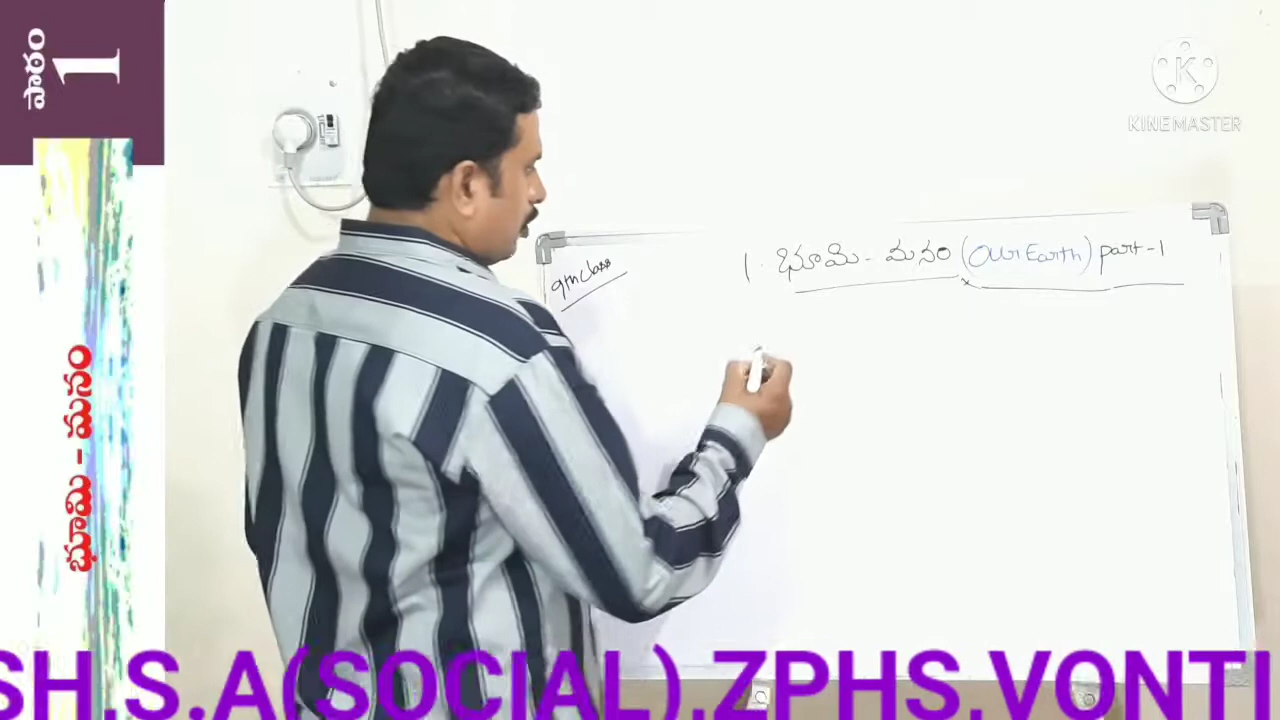 పాఠం
1
భూమి - మనం
KINEMASTER
9th class
1. భూమి - మనం (Our Earth) part-1
SH,S.A(SOCIAL),ZPHS,VONTI